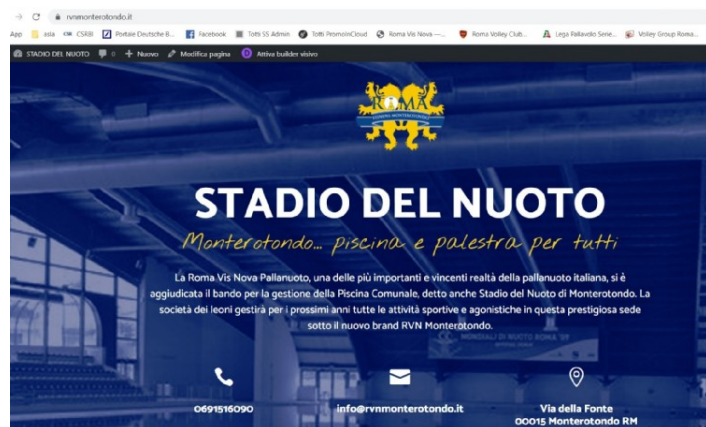 rvnmonterotondo.it
App asia CSRB Portale Deutsche B... Facebook Totti SS Admin Totti PromoinCloud Roma Vis Nova —... Roma Volley Club... Lega Pallavolo Serie... Volley Group Roma...
STADIO DEL NUOTO 0 + Nuovo Modifica pagina Attiva builder visivo
ROMA
STADIO DEL NUOTO
Monterotondo... piscina e palestra per tutti
La Roma Vis Nova Pallanuoto, una delle più importanti e vincenti realtà della pallanuoto italiana, si è
aggiudicata il bando per la gestione della Piscina Comunale, detto anche Stadio del Nuoto di Monterotondo. La
società dei leoni gestirà per i prossimi anni tutte le attività sportive e agonistiche in questa prestigiosa sede
sotto il nuovo brand RVN Monterotondo.
MONDIALI DI NUOTO ROMA '09
0691516090 info@rvnmonterotondo.it Via della Fonte
00015 Monterotondo RM